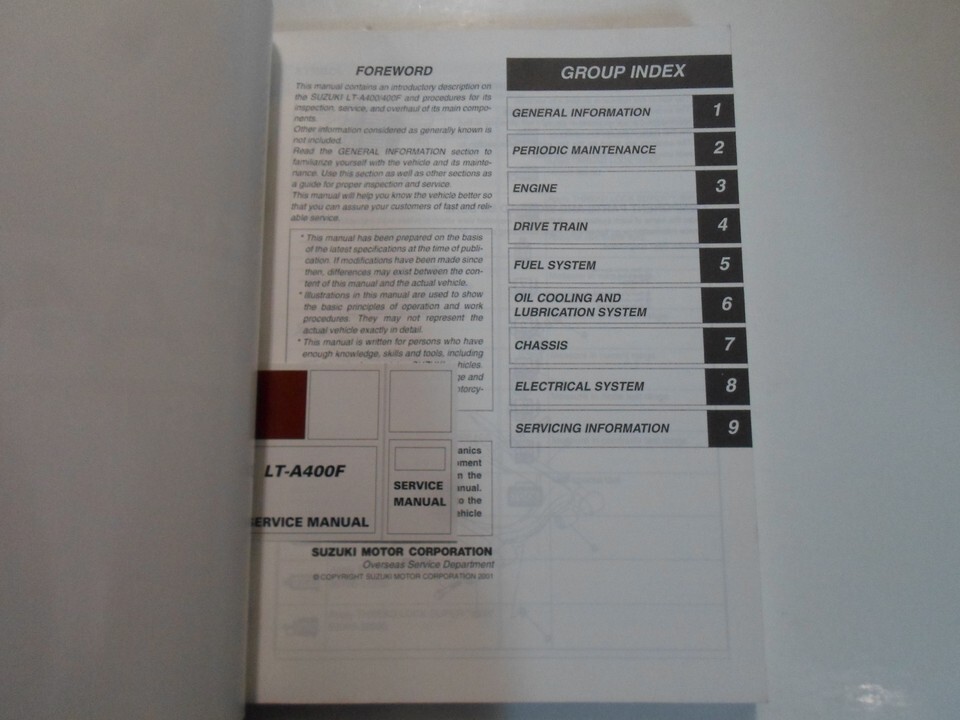 FOREWORD
This manual contains an introductory description on
the SUZUKI LT-A400/400F and procedures for its
inspection, service, and overhaul of its main compo-
nents.
Other information considered as generally known is
not included.
Read the GENERAL INFORMATION section to
familiarize yourself with the vehicle and its mainte-
nance. Use this section as well as other sections as
a guide for proper inspection and service.
This manual will help you know the vehicle better so
that you can assure your customers of fast and reli-
able service.
* This manual has been prepared on the basis
of the latest specifications at the time of publi-
cation. If modifications have been made since
then, differences may exist between the con-
tent of this manual and the actual vehicle.
* Illustrations in this manual are used to show
the basic principles of operation and work
procedures. They may not represent the
actual vehicle exactly in detail.
* This manual is written for persons who have
enough knowledge, skills and tools, including
hicles.
ge and
otorcy-
anics
ment
n the
anual.
o the
ehicle
LT-A400F
SERVICE MANUAL
SERVICE
MANUAL
SUZUKI MOTOR CORPORATION
Overseas Service Department
© COPYRIGHT SUZUKI MOTOR CORPORATION 2001
GROUP INDEX
GENERAL INFORMATION 1
PERIODIC MAINTENANCE 2
ENGINE 3
DRIVE TRAIN 4
FUEL SYSTEM 5
OIL COOLING AND
LUBRICATION SYSTEM 6
CHASSIS 7
ELECTRICAL SYSTEM 8
SERVICING INFORMATION 9